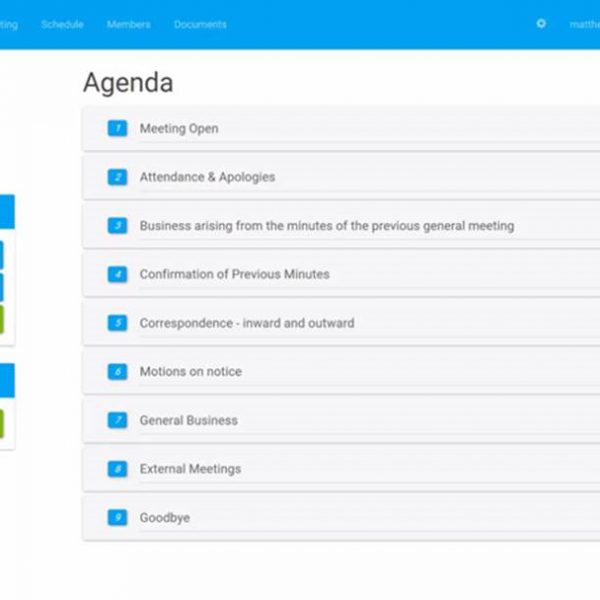 ting Schedule Members Documents matthe
Agenda
1 Meeting Open
2 Attendance & Apologies
3 Business arising from the minutes of the previous general meeting
4 Confirmation of Previous Minutes
5 Correspondence - inward and outward
6 Motions on notice
7 General Business
8 External Meetings
9 Goodbye